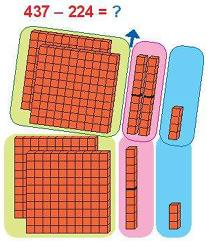 437 – 224 = ?